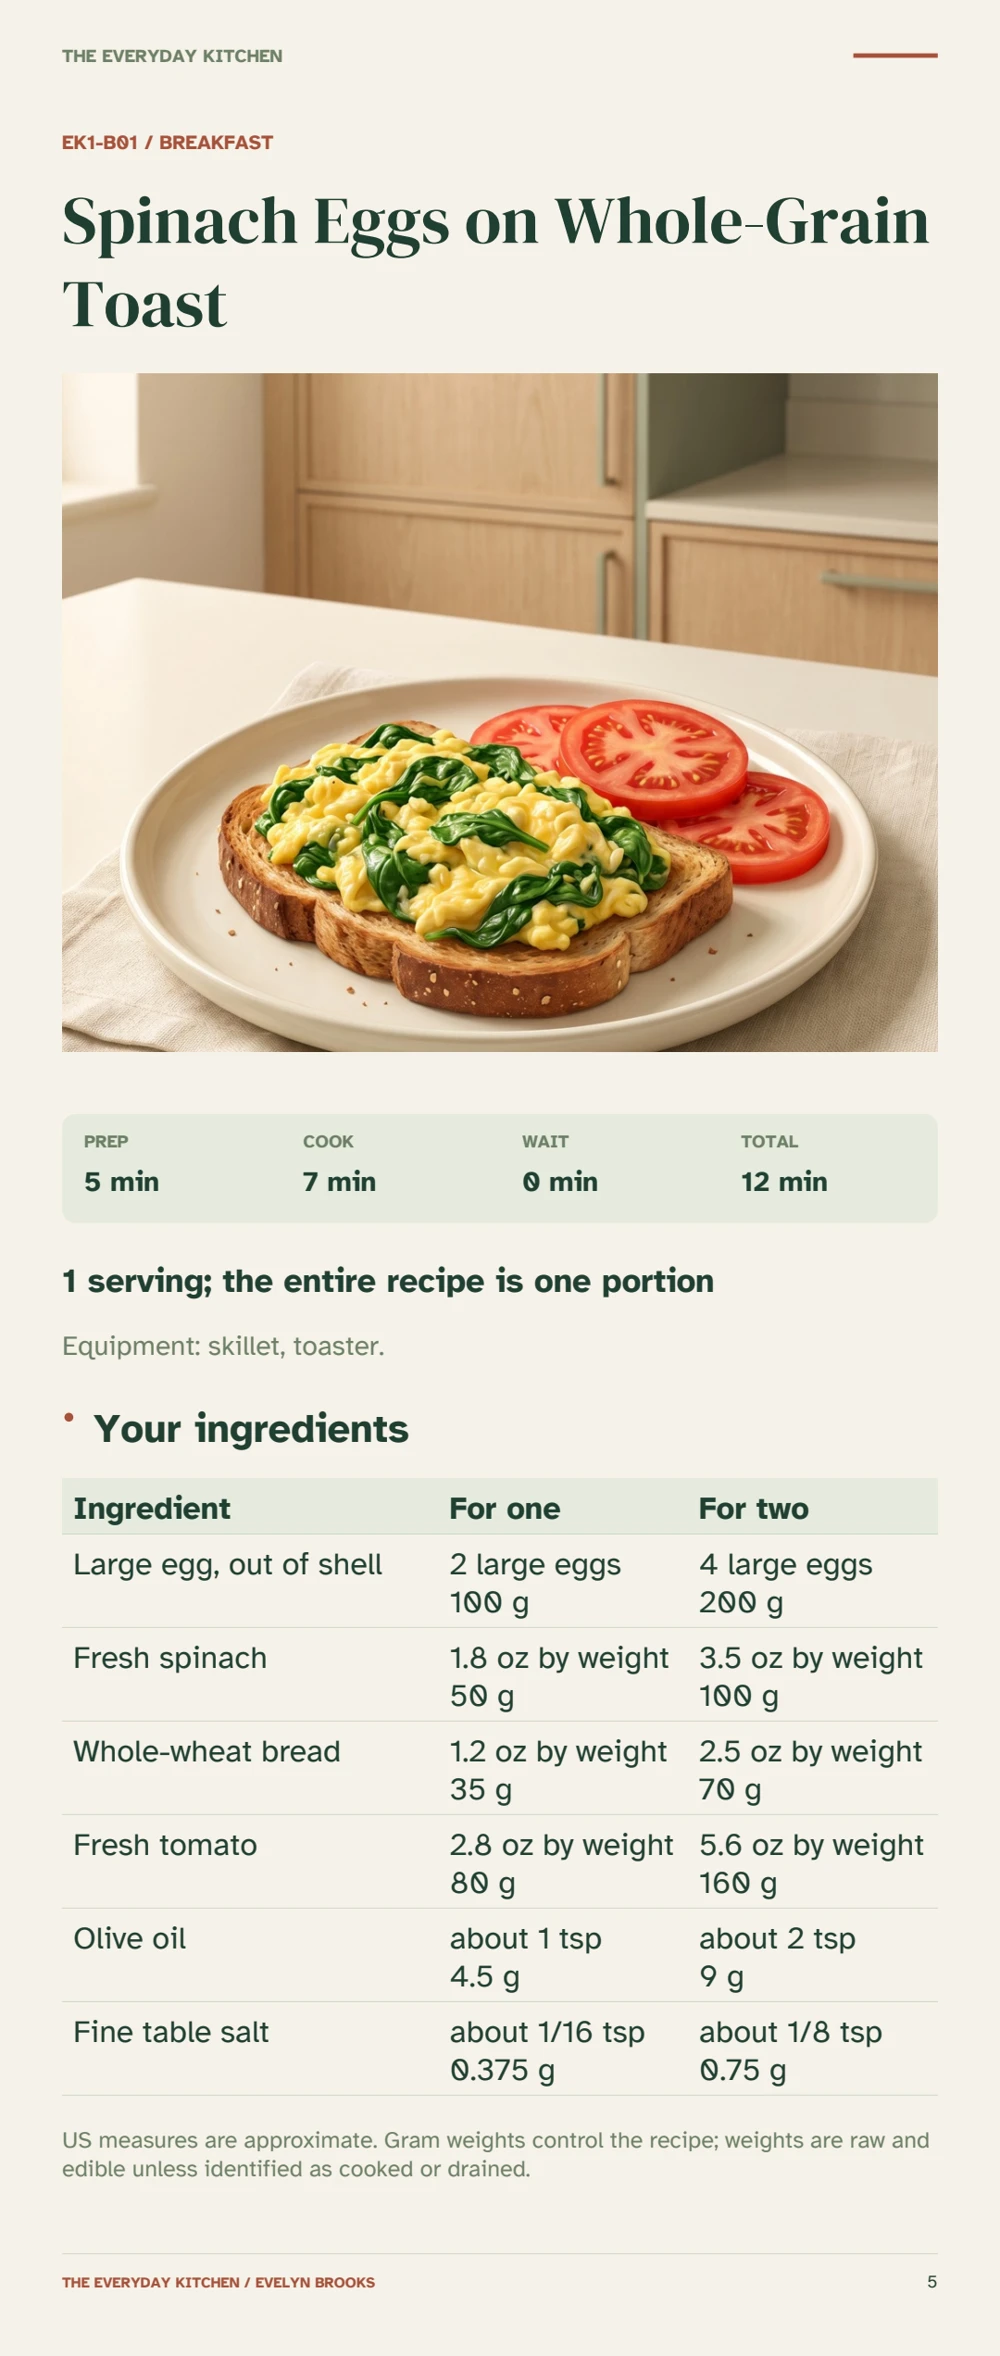 THE EVERYDAY KITCHEN
EK1-B01 / BREAKFAST
Spinach Eggs on Whole-Grain
Toast
PREP COOK WAIT TOTAL
5 min 7 min 0 min 12 min
1 serving; the entire recipe is one portion
Equipment: skillet, toaster.
• Your ingredients
Ingredient For one For two
Large egg, out of shell 2 large eggs 4 large eggs
100 g 200 g
Fresh spinach 1.8 oz by weight 3.5 oz by weight
50 g 100 g
Whole-wheat bread 1.2 oz by weight 2.5 oz by weight
35 g 70 g
Fresh tomato 2.8 oz by weight 5.6 oz by weight
80 g 160 g
Olive oil about 1 tsp about 2 tsp
4.5 g 9 g
Fine table salt about 1/16 tsp about 1/8 tsp
0.375 g 0.75 g
US measures are approximate. Gram weights control the recipe; weights are raw and
edible unless identified as cooked or drained.
THE EVERYDAY KITCHEN / EVELYN BROOKS 5